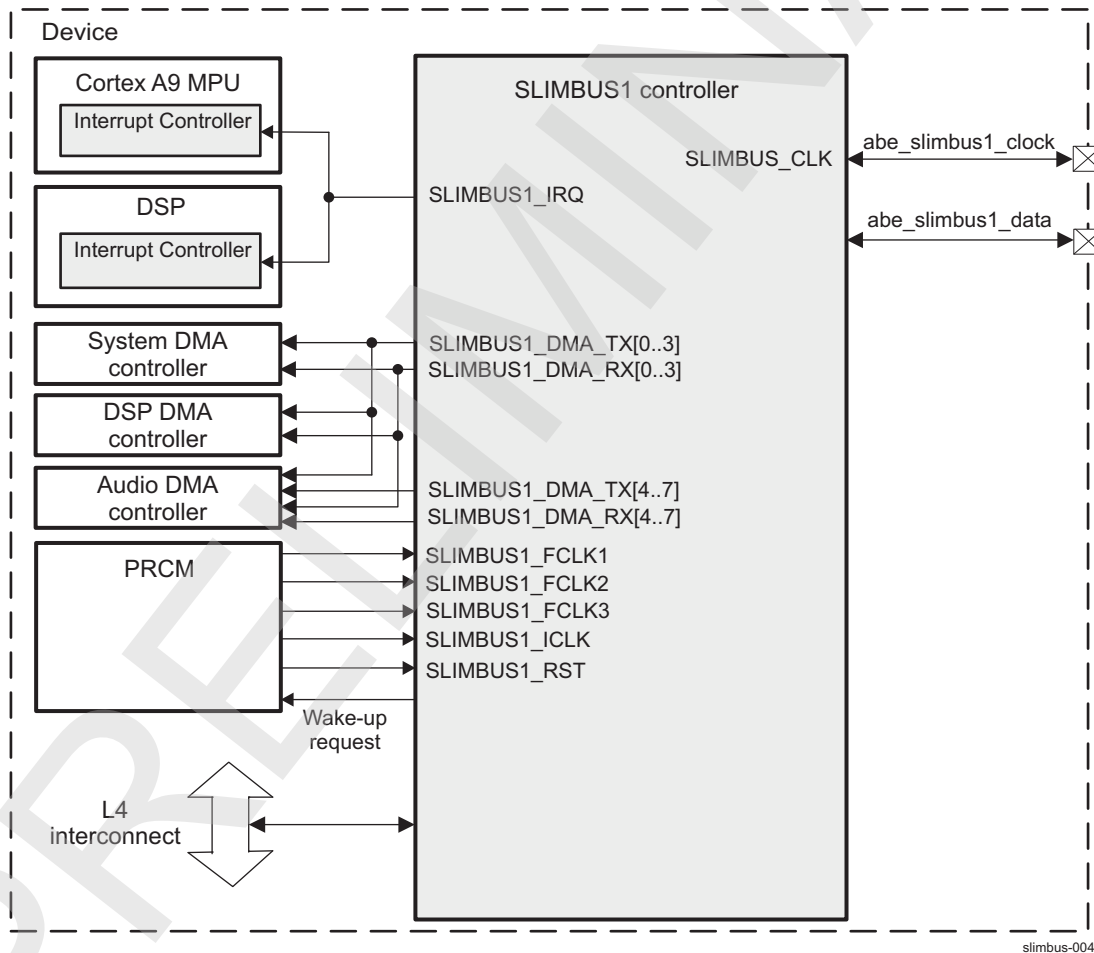 Device
Cortex A9 MPU
Interrupt Controller
DSP
Interrupt Controller
System DMA
controller
DSP DMA
controller
Audio DMA
controller
PRCM
Wake-up
request
L4
interconnect
SLIMBUS1 controller
SLIMBUS_CLK
SLIMBUS1_IRQ
SLIMBUS1_DMA_TX[0..3]
SLIMBUS1_DMA_RX[0..3]
SLIMBUS1_DMA_TX[4..7]
SLIMBUS1_DMA_RX[4..7]
SLIMBUS1_FCLK1
SLIMBUS1_FCLK2
SLIMBUS1_FCLK3
SLIMBUS1_ICLK
SLIMBUS1_RST
abe_slimbus1_clock
abe_slimbus1_data
slimbus-004
PRELIMINA